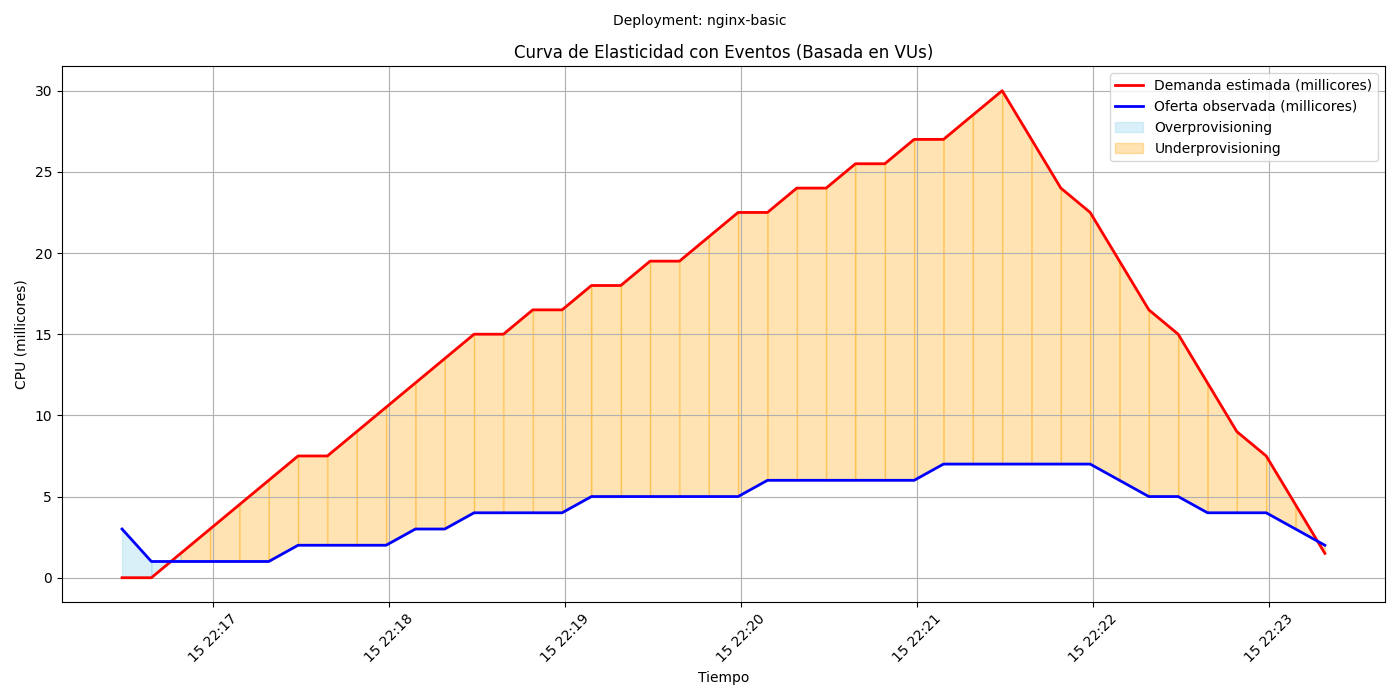 Deployment: nginx-basic
Curva de Elasticidad con Eventos (Basada en VUs)
Demanda estimada (millicores)
Oferta observada (millicores)
Overprovisioning
Underprovisioning
CPU (millicores)
30
25
20
15
10
5
0
15 22:17
15 22:18
15 22:19
15 22:20
15 22:21
15 22:22
15 22:23
Tiempo